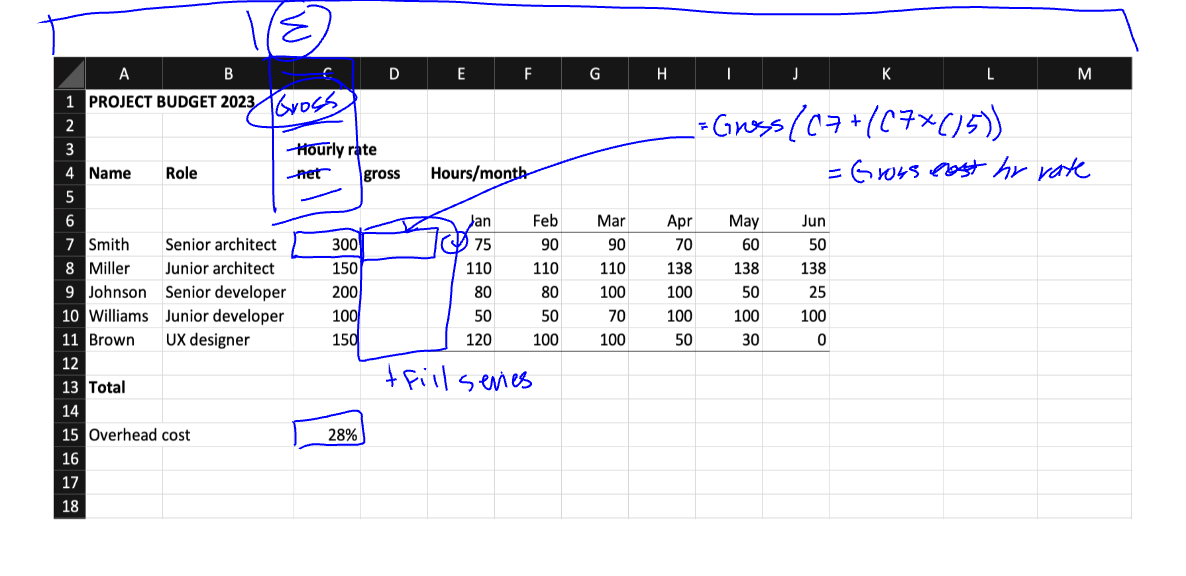 Σ
A B C D E F G H I J K L M
1 PROJECT BUDGET 2023 Gross
2 =Gross(C7+(C7×C15))
3 Hourly rate
4 Name Role net gross Hours/month = Gross cost hr rate
5
6 Jan Feb Mar Apr May Jun
7 Smith Senior architect 300 75 90 90 70 60 50
8 Miller Junior architect 150 110 110 110 138 138 138
9 Johnson Senior developer 200 80 80 100 100 50 25
10 Williams Junior developer 100 50 50 70 100 100 100
11 Brown UX designer 150 120 100 100 50 30 0
12
+ Fill series
13 Total
14
15 Overhead cost 28%
16
17
18